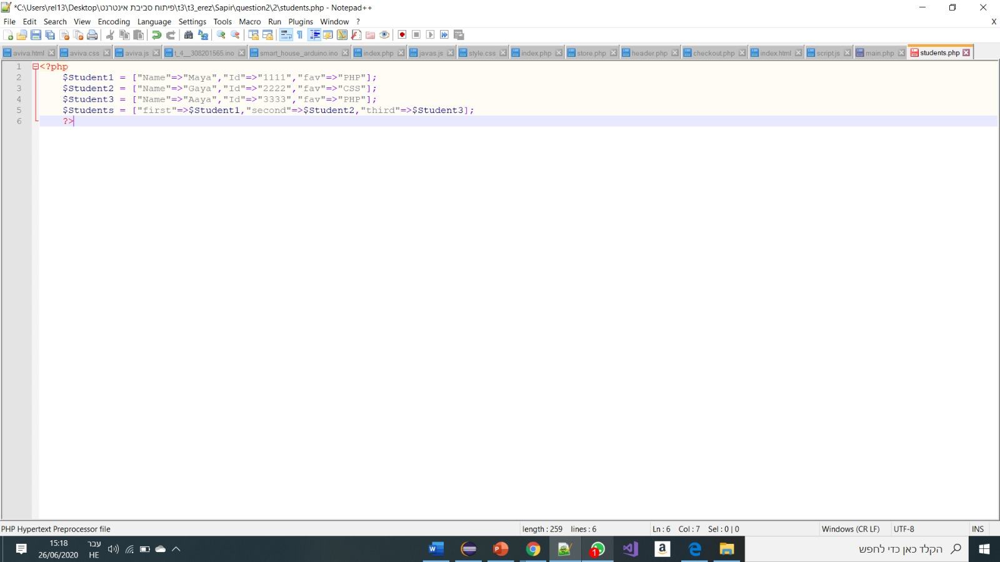 *C:\Users\rel13\Desktop\פיתוח סביבת אינטרנט\t3\t3_erez\Sapir\question2\2\students.php - Notepad++
File Edit Search View Encoding Language Settings Tools Macro Run Plugins Window ? X
aviva.html aviva.css aviva.js t_4__308201565.ino smart_house_arduino.ino index.php javas.js style.css index.php store.php header.php checkout.php index.html script.js main.php students.php
1 <?php
2 $Student1 = ["Name"=>"Maya","Id"=>"1111","fav"=>"PHP"];
3 $Student2 = ["Name"=>"Gaya","Id"=>"2222","fav"=>"CSS"];
4 $Student3 = ["Name"=>"Aaya","Id"=>"3333","fav"=>"PHP"];
5 $Students = ["first"=>$Student1,"second"=>$Student2,"third"=>$Student3];
6 ?>
PHP Hypertext Preprocessor file length : 259 lines : 6 Ln : 6 Col : 7 Sel : 0 | 0 Windows (CR LF) UTF-8 INS
15:18 עבר
26/06/2020 HE
1
הקלד כאן כדי לחפש